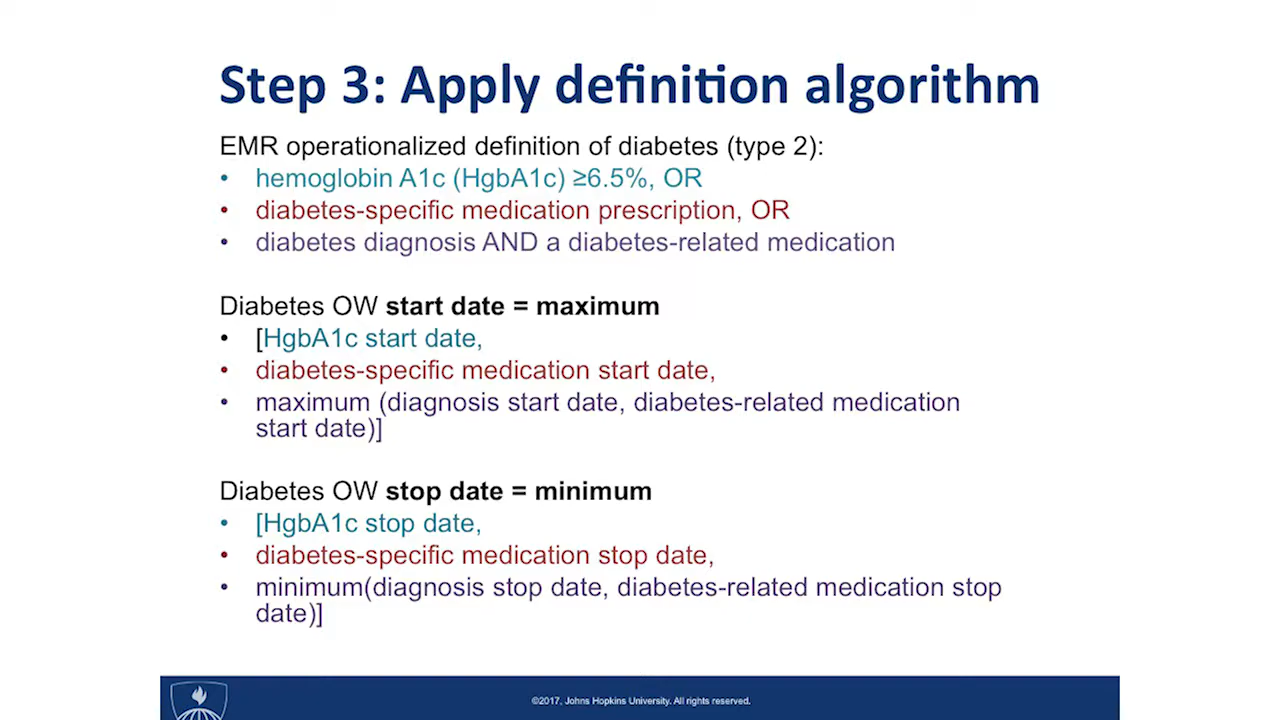 Step 3: Apply definition algorithm
EMR operationalized definition of diabetes (type 2):
• hemoglobin A1c (HgbA1c) ≥6.5%, OR
• diabetes-specific medication prescription, OR
• diabetes diagnosis AND a diabetes-related medication
Diabetes OW start date = maximum
• [HgbA1c start date,
• diabetes-specific medication start date,
• maximum (diagnosis start date, diabetes-related medication
start date)]
Diabetes OW stop date = minimum
• [HgbA1c stop date,
• diabetes-specific medication stop date,
• minimum(diagnosis stop date, diabetes-related medication stop
date)]
©2017, Johns Hopkins University. All rights reserved.